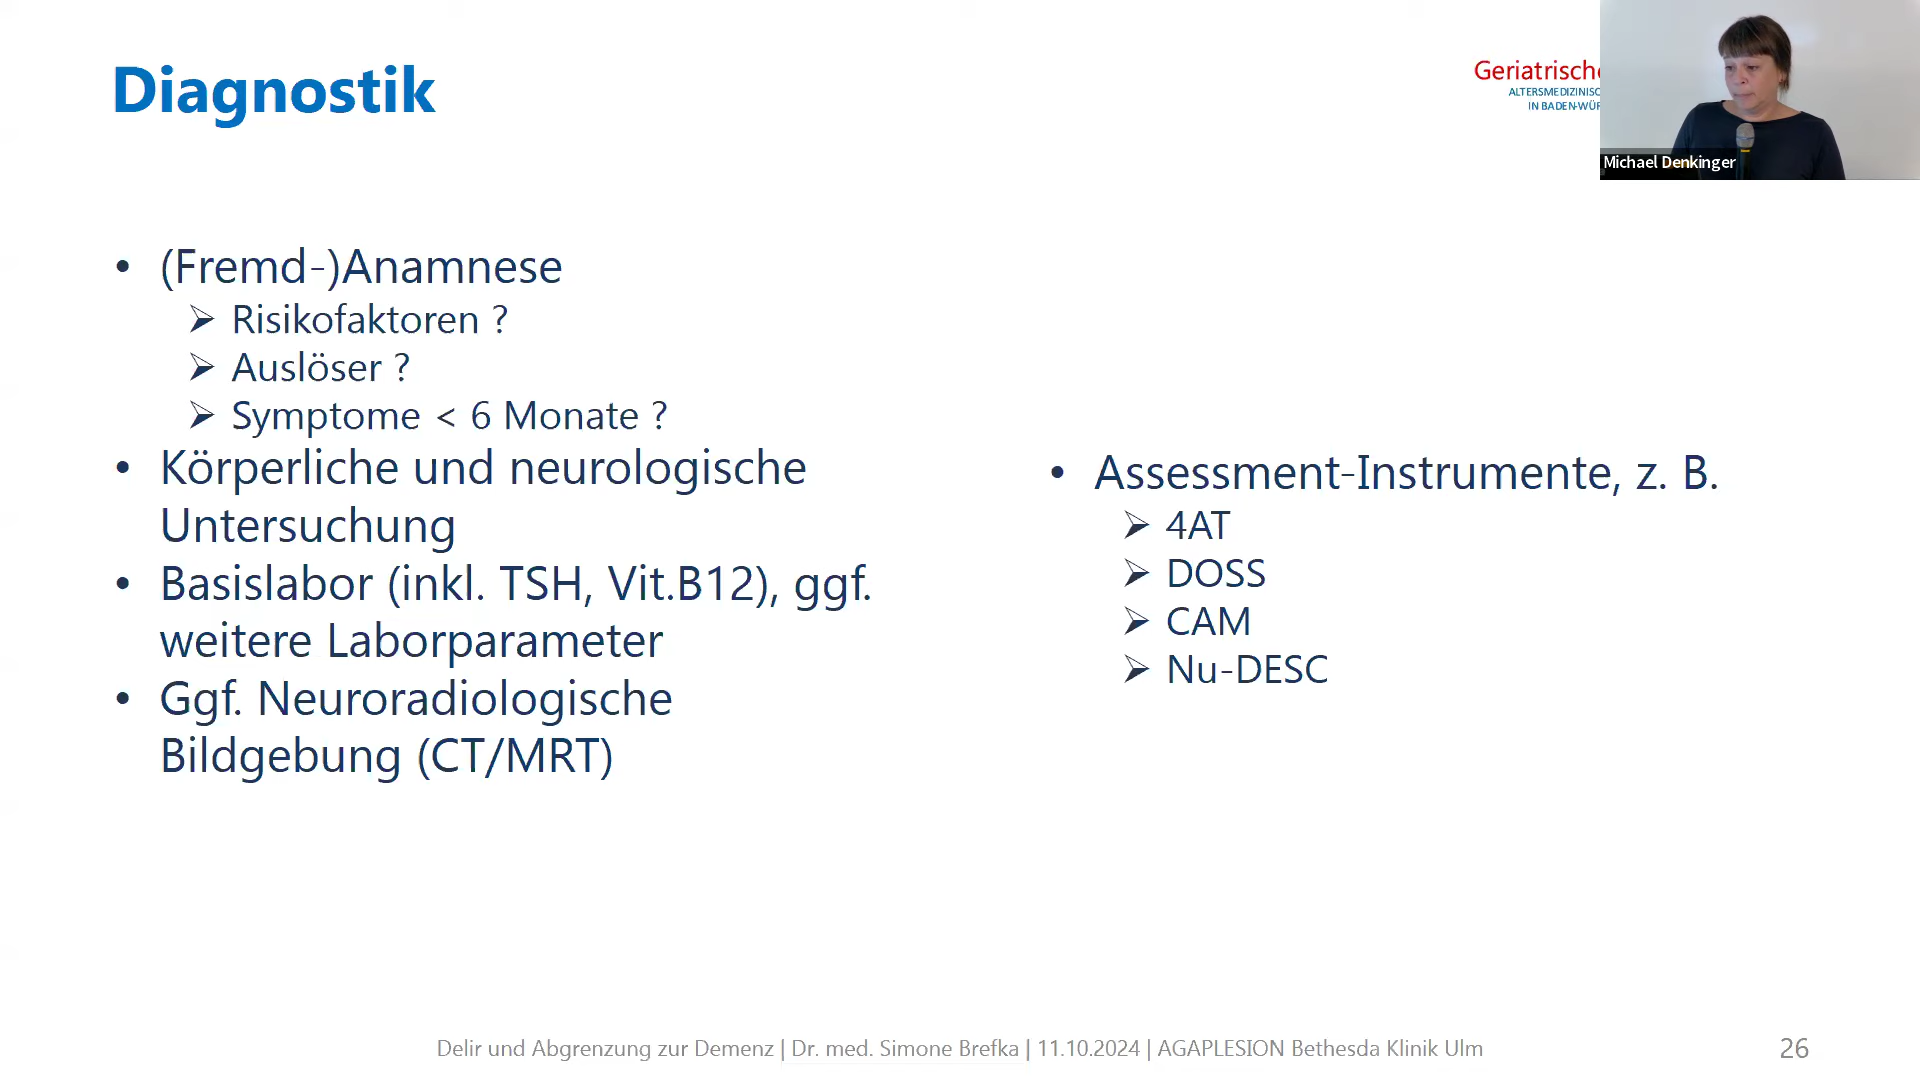 Diagnostik
Geriatrische
ALTERSMEDIZINISC
IN BADEN-WÜR
Michael Denkinger
• (Fremd-)Anamnese
➢ Risikofaktoren ?
➢ Auslöser ?
➢ Symptome < 6 Monate ?
• Körperliche und neurologische
Untersuchung
• Basislabor (inkl. TSH, Vit.B12), ggf.
weitere Laborparameter
• Ggf. Neuroradiologische
Bildgebung (CT/MRT)
• Assessment-Instrumente, z. B.
➢ 4AT
➢ DOSS
➢ CAM
➢ Nu-DESC
Delir und Abgrenzung zur Demenz | Dr. med. Simone Brefka | 11.10.2024 | AGAPLESION Bethesda Klinik Ulm
26